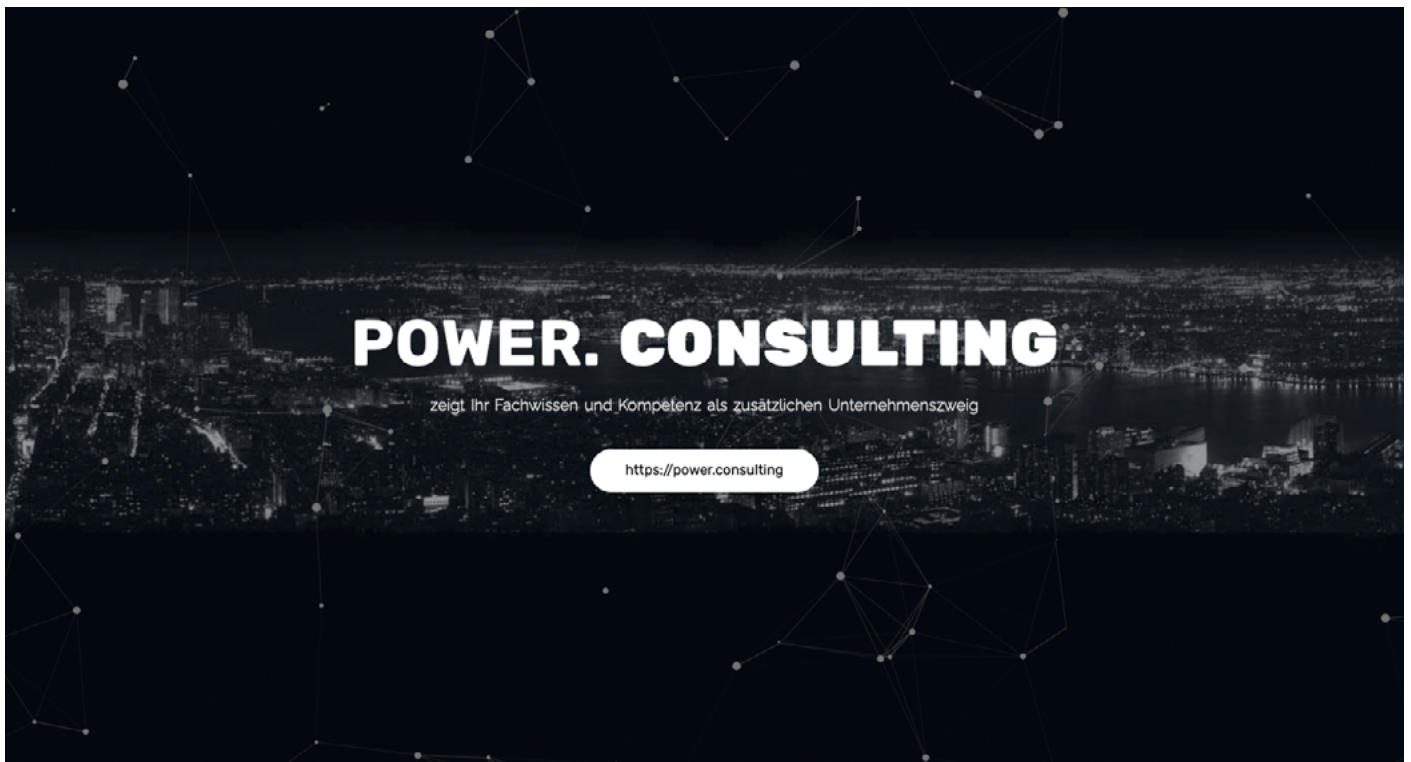 POWER. CONSULTING
zeigt Ihr Fachwissen und Kompetenz als zusätzlichen Unternehmenszweig
https://power.consulting